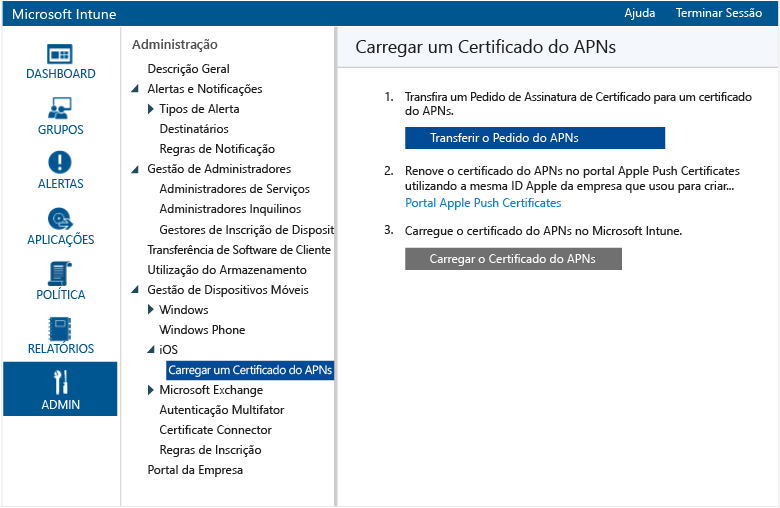 Microsoft Intune
Ajuda
Terminar Sessão
DASHBOARD
GRUPOS
ALERTAS
APLICAÇÕES
POLÍTICA
RELATÓRIOS
ADMIN
Administração
Descrição Geral
Alertas e Notificações
Tipos de Alerta
Destinatários
Regras de Notificação
Gestão de Administradores
Administradores de Serviços
Administradores Inquilinos
Gestores de Inscrição de Disposit
Transferência de Software de Cliente
Utilização do Armazenamento
Gestão de Dispositivos Móveis
Windows
Windows Phone
iOS
Carregar um Certificado do APNs
Microsoft Exchange
Autenticação Multifator
Certificate Connector
Regras de Inscrição
Portal da Empresa
Carregar um Certificado do APNs
1. Transfira um Pedido de Assinatura de Certificado para um certificado
do APNs.
Transferir o Pedido do APNs
2. Renove o certificado do APNs no portal Apple Push Certificates
utilizando a mesma ID Apple da empresa que usou para criar...
Portal Apple Push Certificates
3. Carregue o certificado do APNs no Microsoft Intune.
Carregar o Certificado do APNs